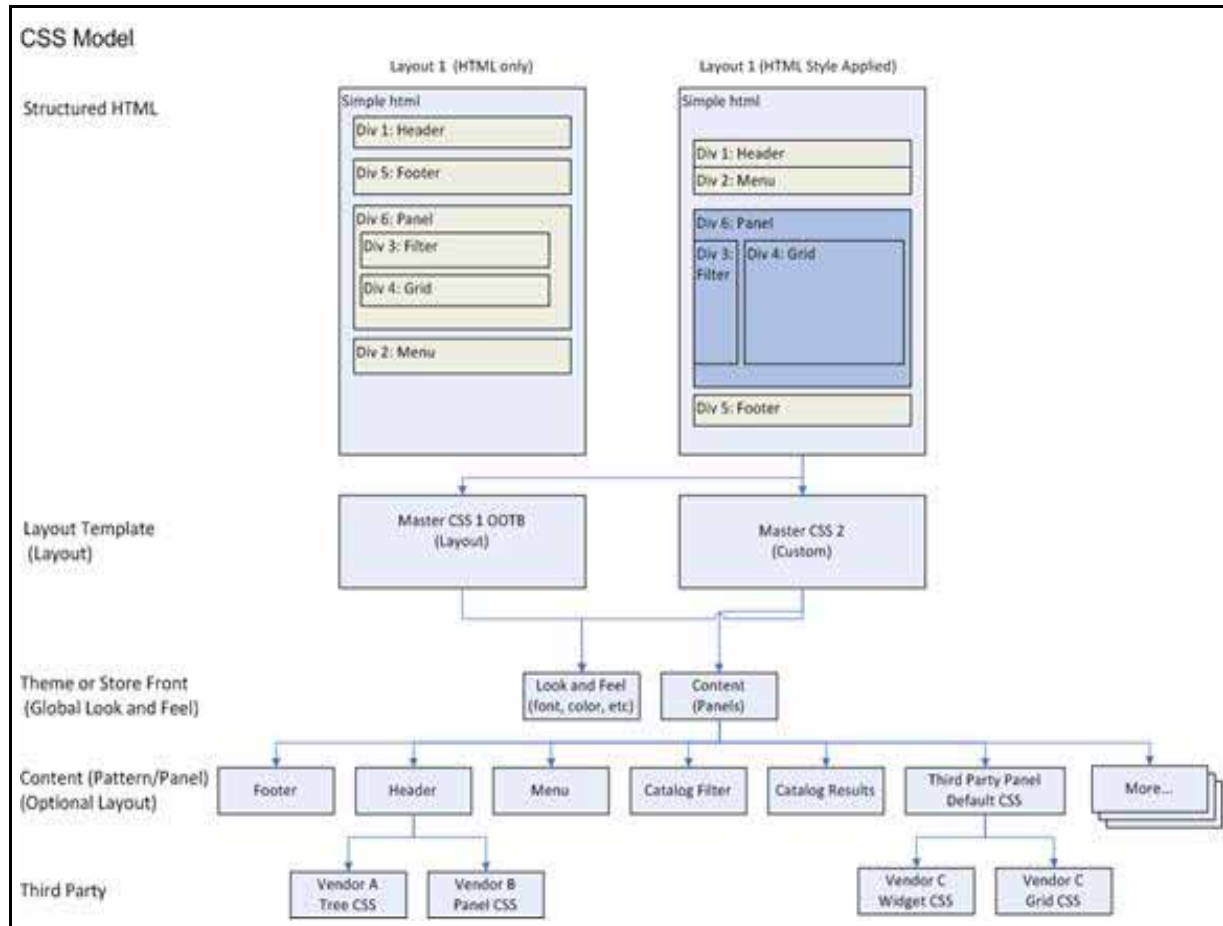 CSS Model
Layout 1 (HTML only)
Layout 1 (HTML Style Applied)
Structured HTML
Simple html
Div 1: Header
Div 5: Footer
Div 6: Panel
Div 3: Filter
Div 4: Grid
Div 2: Menu
Simple html
Div 1: Header
Div 2: Menu
Div 6: Panel
Div 3:
Filter
Div 4: Grid
Div 5: Footer
Layout Template
(Layout)
Master CSS 1 OOTB
(Layout)
Master CSS 2
(Custom)
Theme or Store Front
(Global Look and Feel)
Look and Feel
(font, color, etc)
Content
(Panels)
Content (Pattern/Panel)
(Optional Layout)
Footer
Header
Menu
Catalog Filter
Catalog Results
Third Party Panel
Default CSS
More...
Third Party
Vendor A
Tree CSS
Vendor B
Panel CSS
Vendor C
Widget CSS
Vendor C
Grid CSS